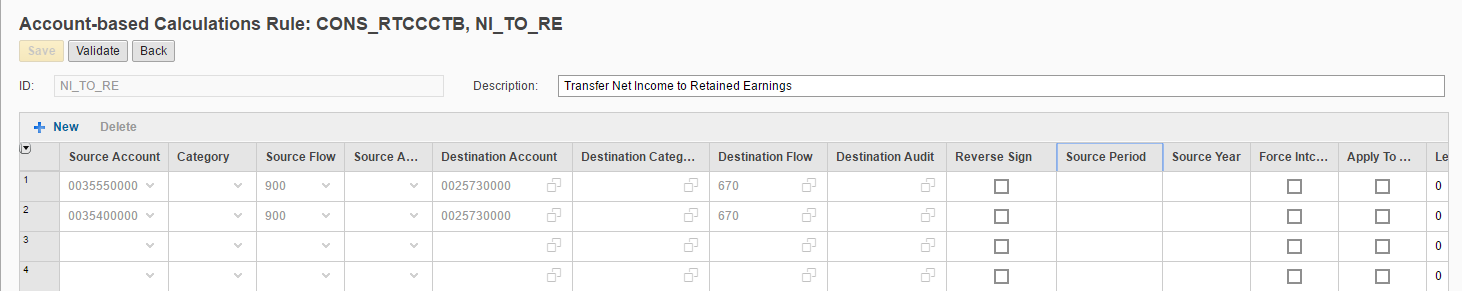 Account-based Calculations Rule: CONS_RTCCCTB, NI_TO_RE
Save Validate Back
ID: NI_TO_RE Description: Transfer Net Income to Retained Earnings
New Delete
Source Account Category Source Flow Source A... Destination Account Destination Categ... Destination Flow Destination Audit Reverse Sign Source Period Source Year Force Intc... Apply To ... Le
1 0035550000 900 0025730000 670 0
2 0035400000 900 0025730000 670 0
3 0
4 0